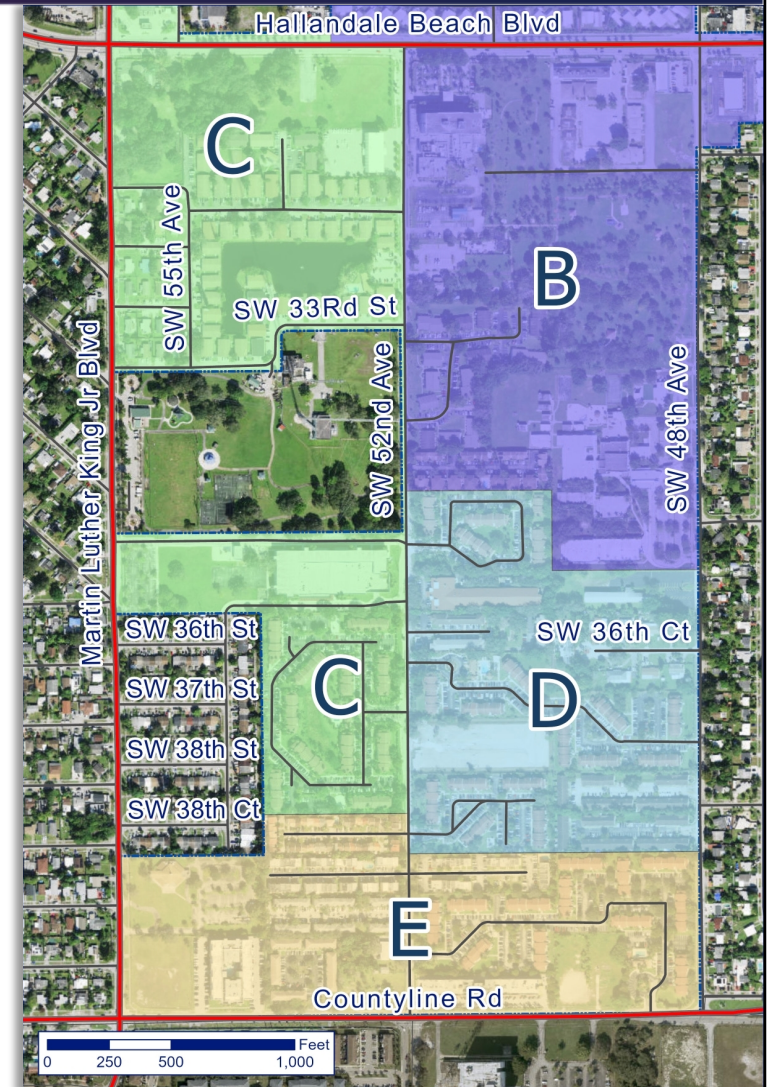 Hallandale Beach Blvd
C
SW 55th Ave
B
SW 33Rd St
Martin Luther King Jr Blvd
SW 52nd Ave
SW 48th Ave
SW 36th St
SW 36th Ct
SW 37th St
C
D
SW 38th St
SW 38th Ct
E
Countyline Rd
Feet
0 250 500 1,000